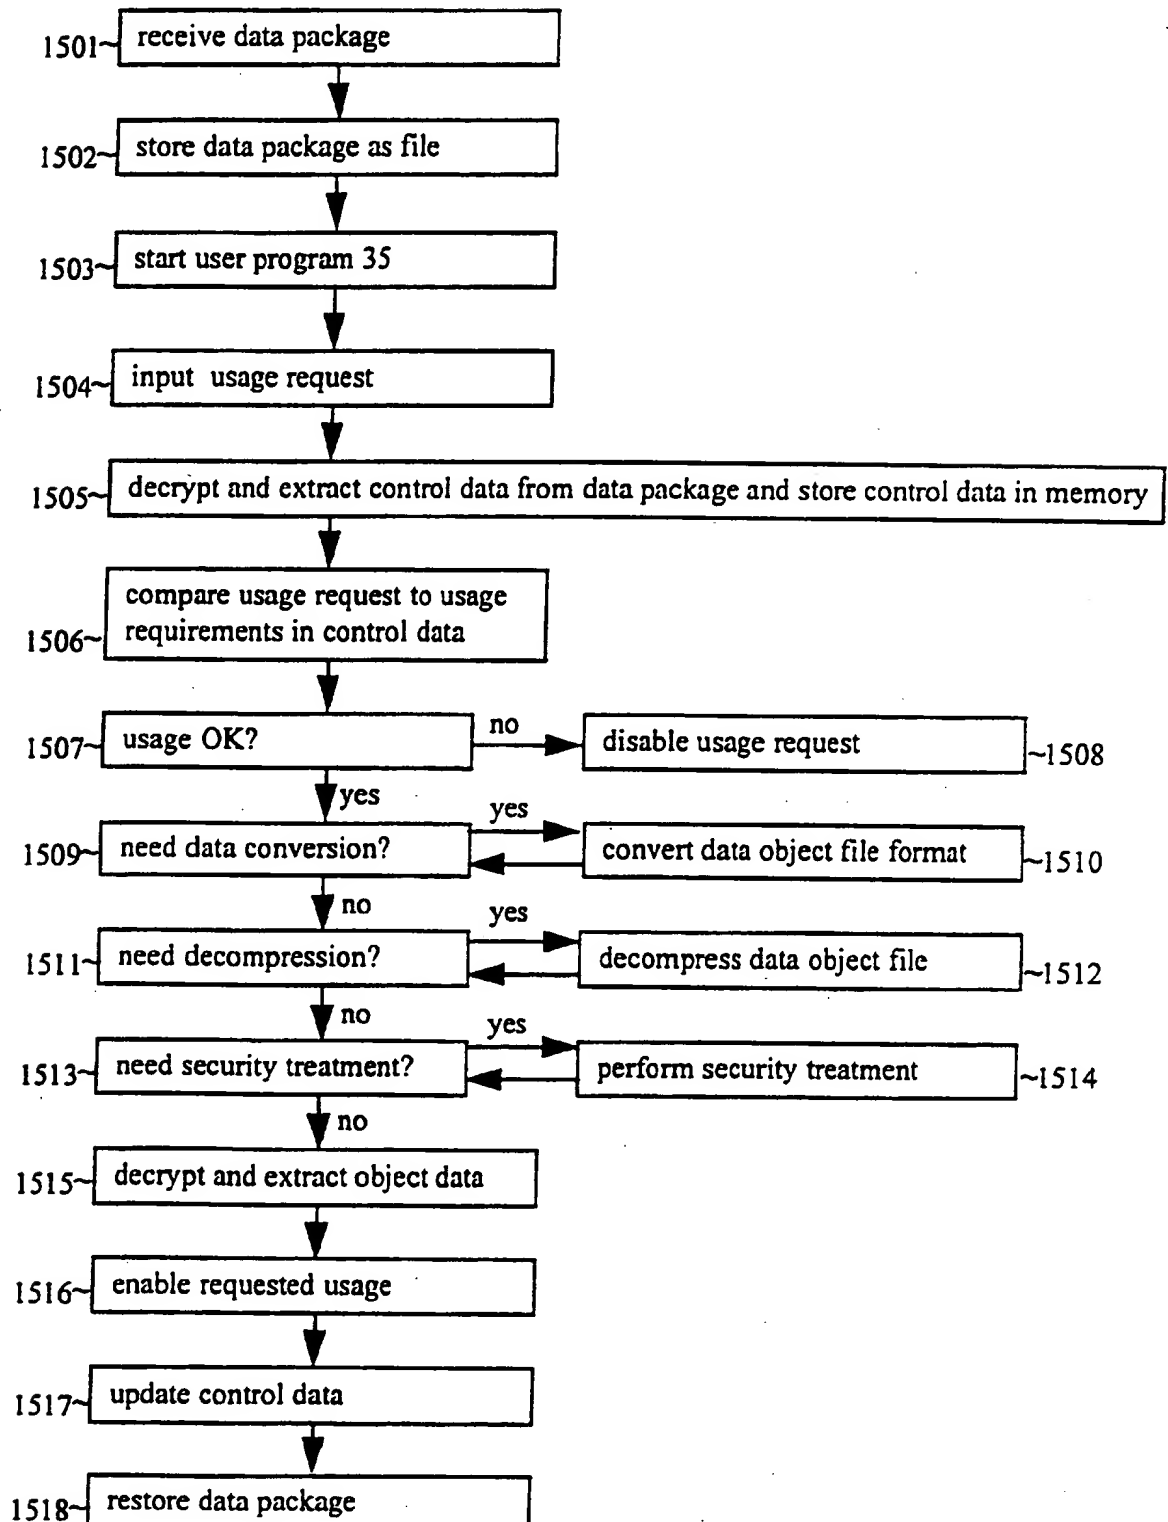 1501~ receive data package
1502~ store data package as file
1503~ start user program 35
1504~ input usage request
1505~ decrypt and extract control data from data package and store control data in memory
compare usage request to usage
1506~ requirements in control data
1507~ usage OK? no disable usage request ~1508
yes
1509~ need data conversion? yes convert data object file format ~1510
no
1511~ need decompression? yes decompress data object file ~1512
no
1513~ need security treatment? yes perform security treatment ~1514
no
1515~ decrypt and extract object data
1516~ enable requested usage
1517~ update control data
1518~ restore data package